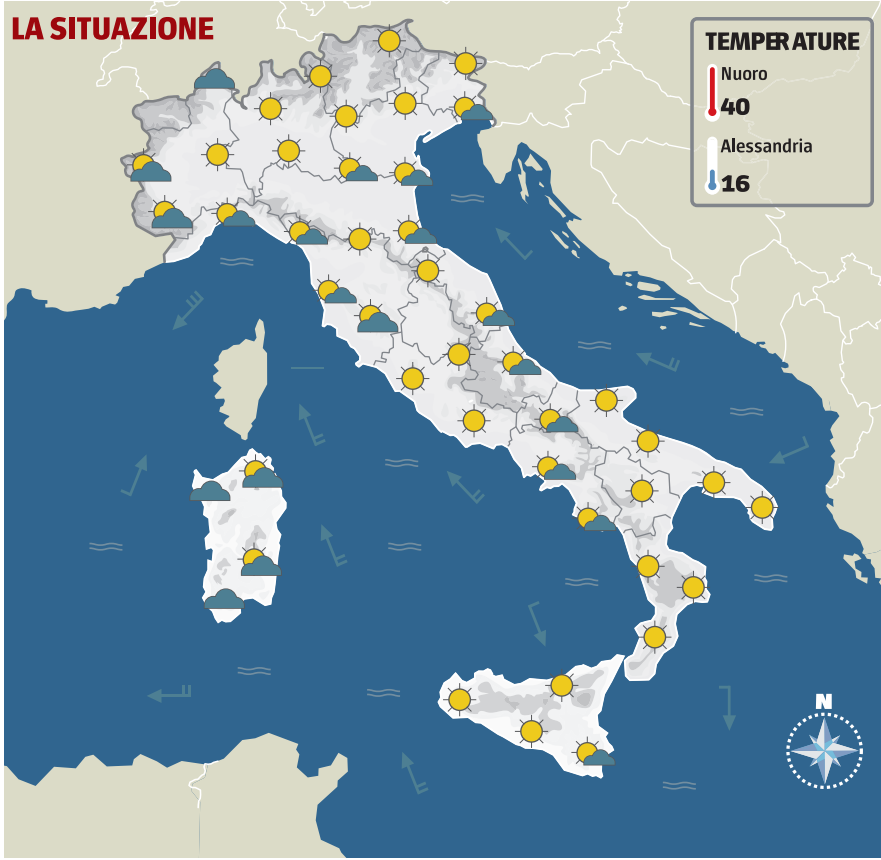 LA SITUAZIONE
TEMPERATURE
Nuoro
40
Alessandria
16
N